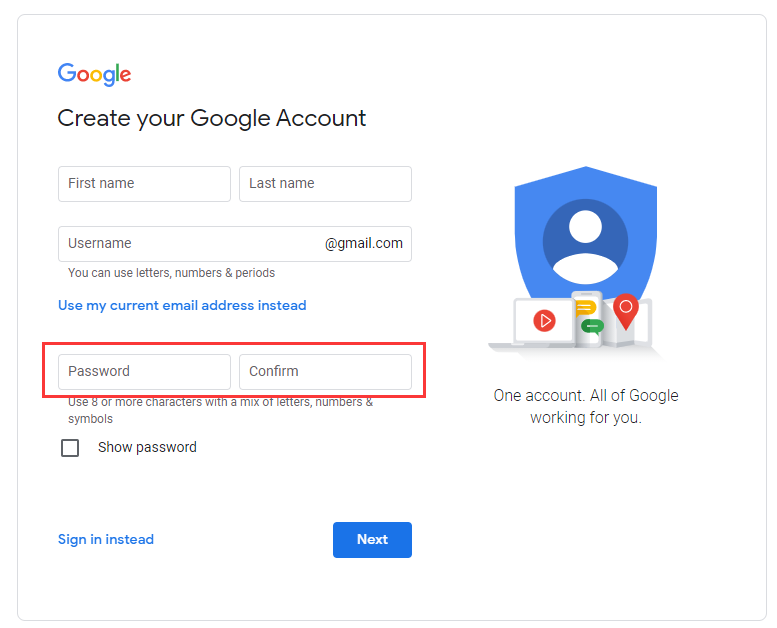 Google
Create your Google Account
First name Last name
Username @gmail.com
You can use letters, numbers & periods
Use my current email address instead
Password Confirm
Use 8 or more characters with a mix of letters, numbers &
symbols
Show password
One account. All of Google
working for you.
Sign in instead Next